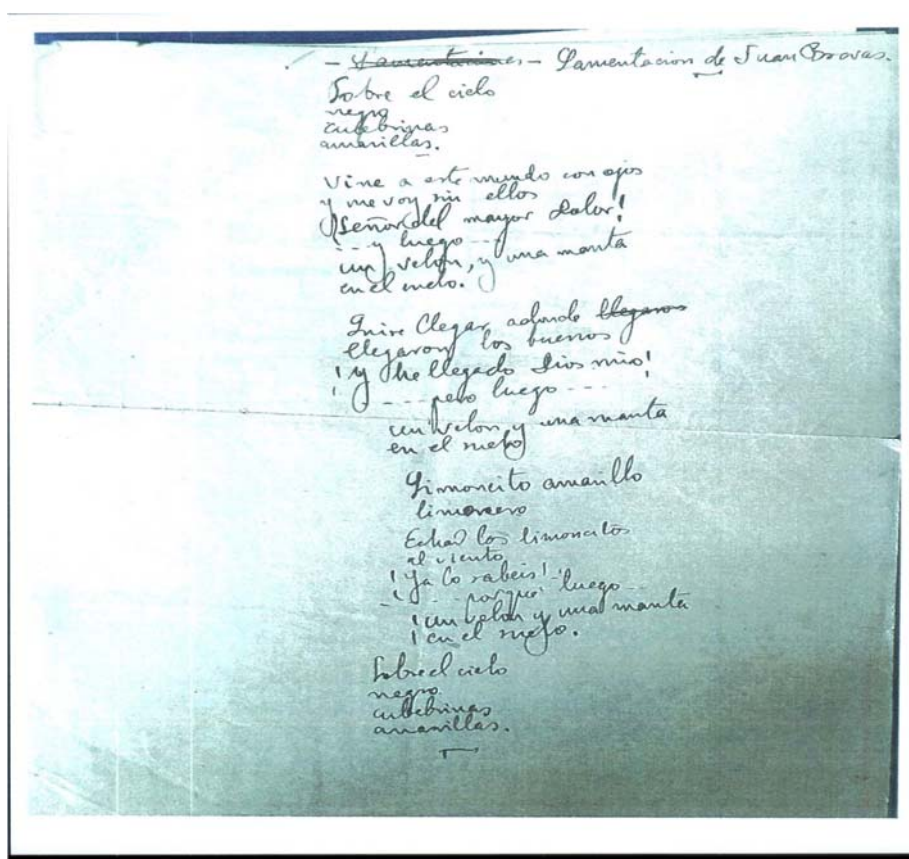 - Lamentaciones - Lamentacion de Juan Brovas.
Sobre el cielo
negro
culebrinas
amarillas.
Vine a este mundo con ojos
y me voy sin ellos
¡Señor del mayor dolor!
!...y luego...
un velon, y una manta
en el suelo.
Quise llegar adonde llegaron
llegaron los buenos
¡y he llegado Dios mio!
!...pero luego...
un velon y una manta
en el suelo
Limoncito amarillo
limonero
Echad los limoncitos
al viento
¡Ya lo sabeis!
...porque luego...
¡un velon y una manta
¡en el suelo.
Sobre el cielo
negro
culebrinas
amarillas.